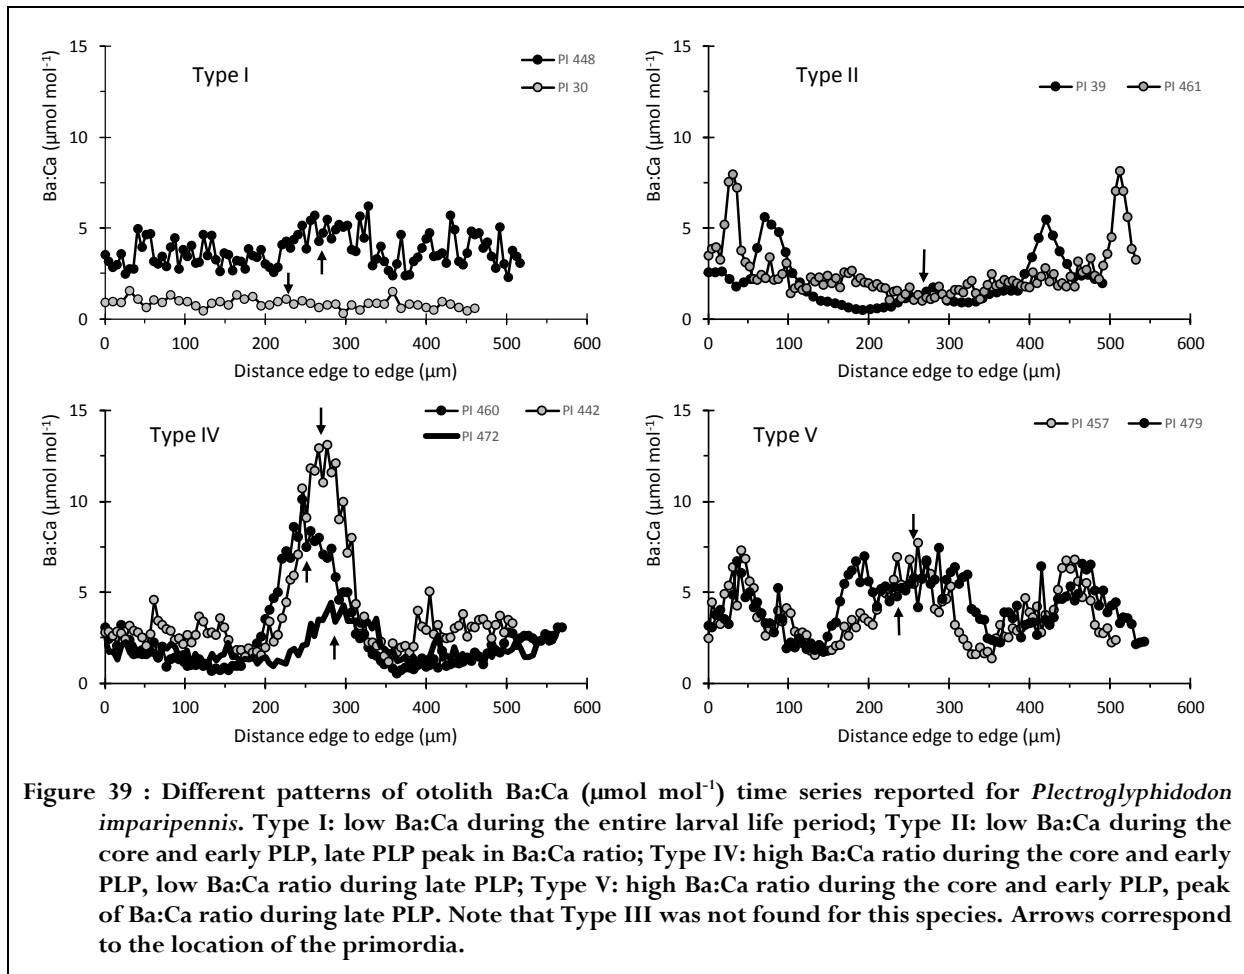 Type I
PI 448
PI 30
Ba:Ca (µmol mol⁻¹)
15
10
5
0
0 100 200 300 400 500 600
Distance edge to edge (µm)
Type II
PI 39 PI 461
Ba:Ca (µmol mol⁻¹)
15
10
5
0
0 100 200 300 400 500 600
Distance edge to edge (µm)
Type IV
PI 460 PI 442
PI 472
Ba:Ca (µmol mol⁻¹)
15
10
5
0
0 100 200 300 400 500 600
Distance edge to edge (µm)
Type V
PI 457 PI 479
Ba:Ca (µmol mol⁻¹)
15
10
5
0
0 100 200 300 400 500 600
Distance edge to edge (µm)
Figure 39 : Different patterns of otolith Ba:Ca (µmol mol⁻¹) time series reported for Plectroglyphidodon
imparipennis. Type I: low Ba:Ca during the entire larval life period; Type II: low Ba:Ca during the
core and early PLP, late PLP peak in Ba:Ca ratio; Type IV: high Ba:Ca ratio during the core and early
PLP, low Ba:Ca ratio during late PLP; Type V: high Ba:Ca ratio during the core and early PLP, peak
of Ba:Ca ratio during late PLP. Note that Type III was not found for this species. Arrows correspond
to the location of the primordia.